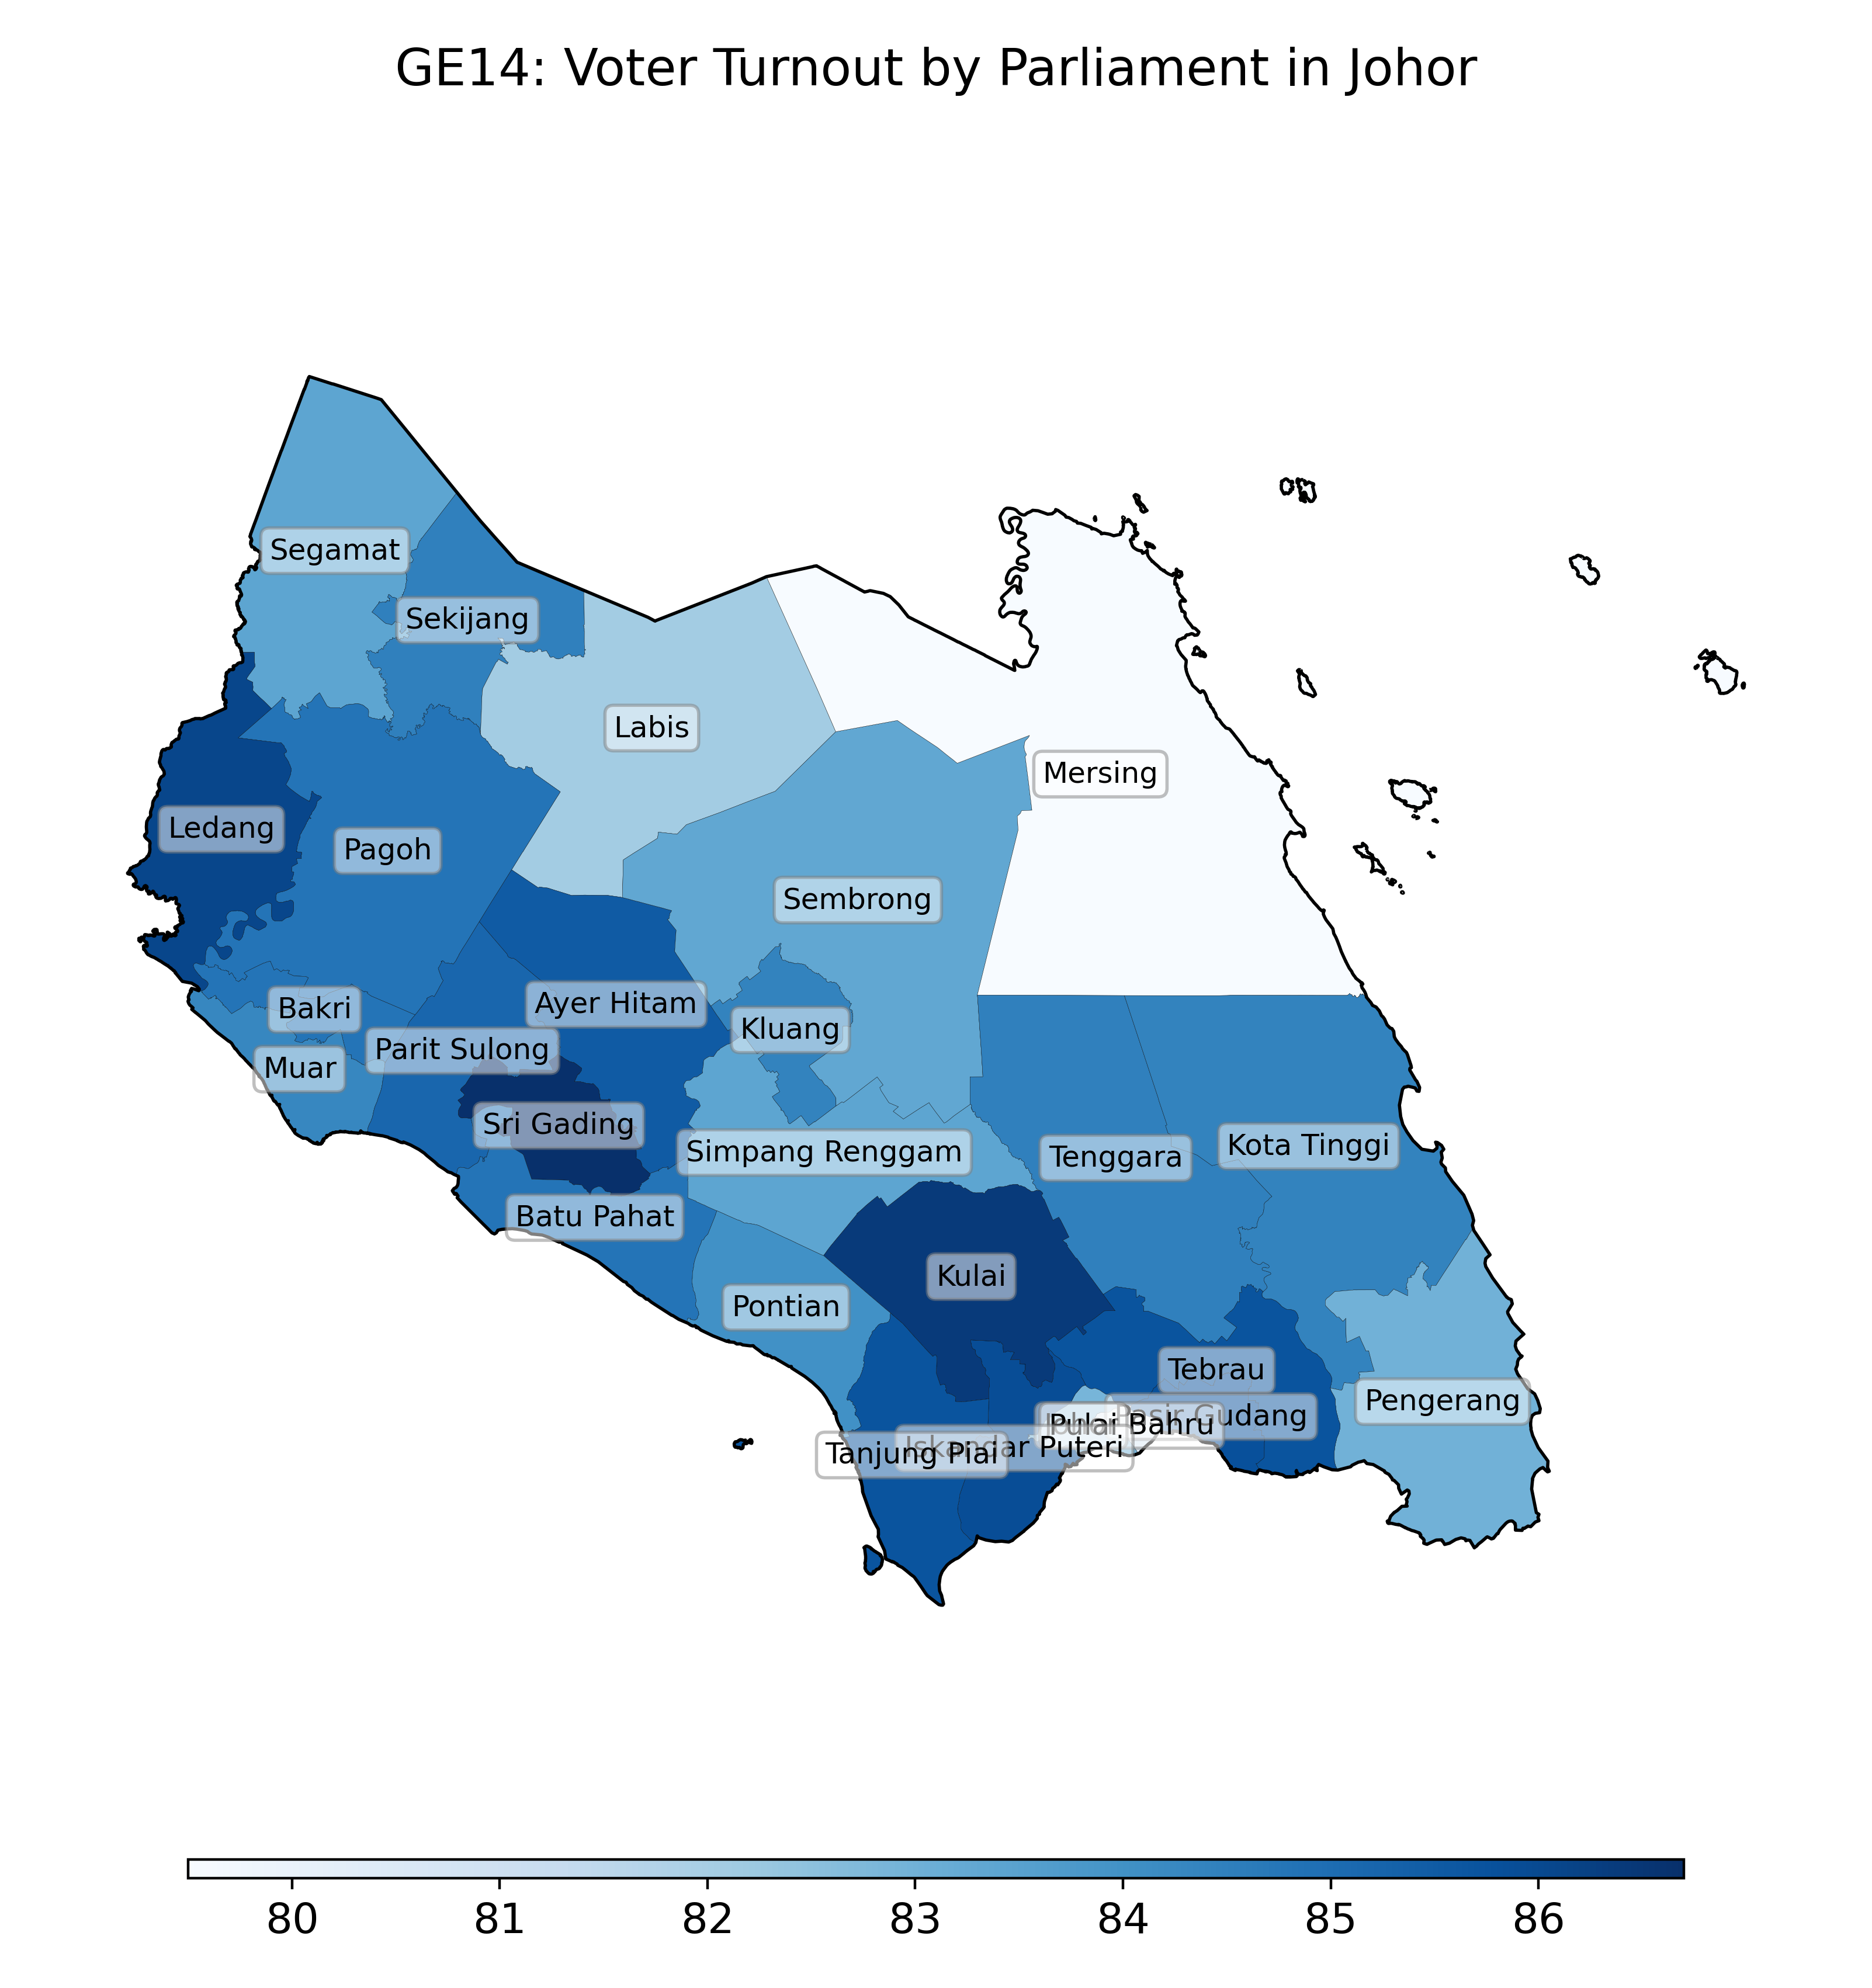 GE14: Voter Turnout by Parliament in Johor
Segamat
Sekijang
Labis
Mersing
Ledang
Pagoh
Sembrong
Bakri
Ayer Hitam
Kluang
Parit Sulong
Muar
Sri Gading
Simpang Renggam
Tenggara
Kota Tinggi
Batu Pahat
Kulai
Pontian
Tebrau
Pengerang
Pasir Gudang
Pulai
Bahru
Iskandar Puteri
Tanjung Piai
80 81 82 83 84 85 86